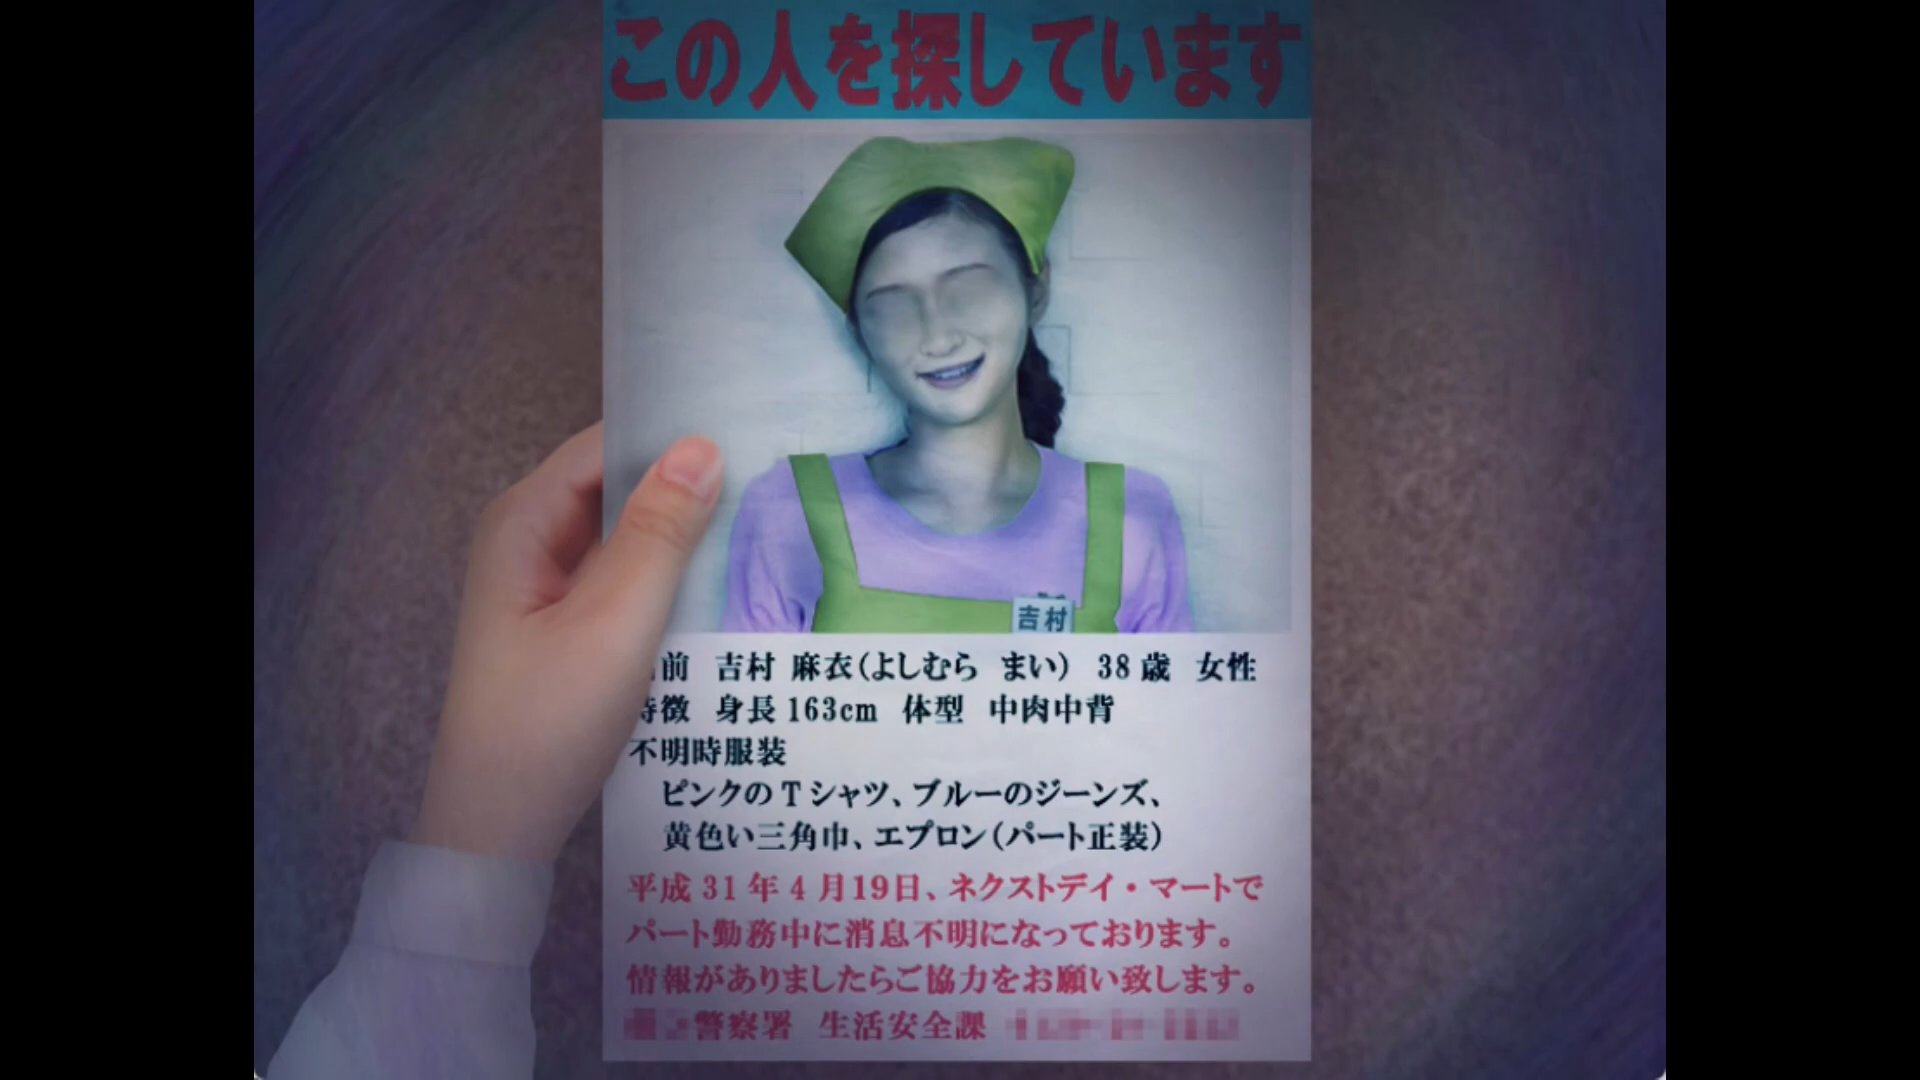 この人を探しています
吉村
前 吉村 麻衣(よしむら まい) 38歳 女性
特徴 身長163cm 体型 中肉中背
不明時服装
ピンクのTシャツ、ブルーのジーンズ、
黄色い三角巾、エプロン(パート正装)
平成31年4月19日、ネクストデイ・マートで
パート勤務中に消息不明になっております。
情報がありましたらご協力をお願い致します。
警察署 生活安全課